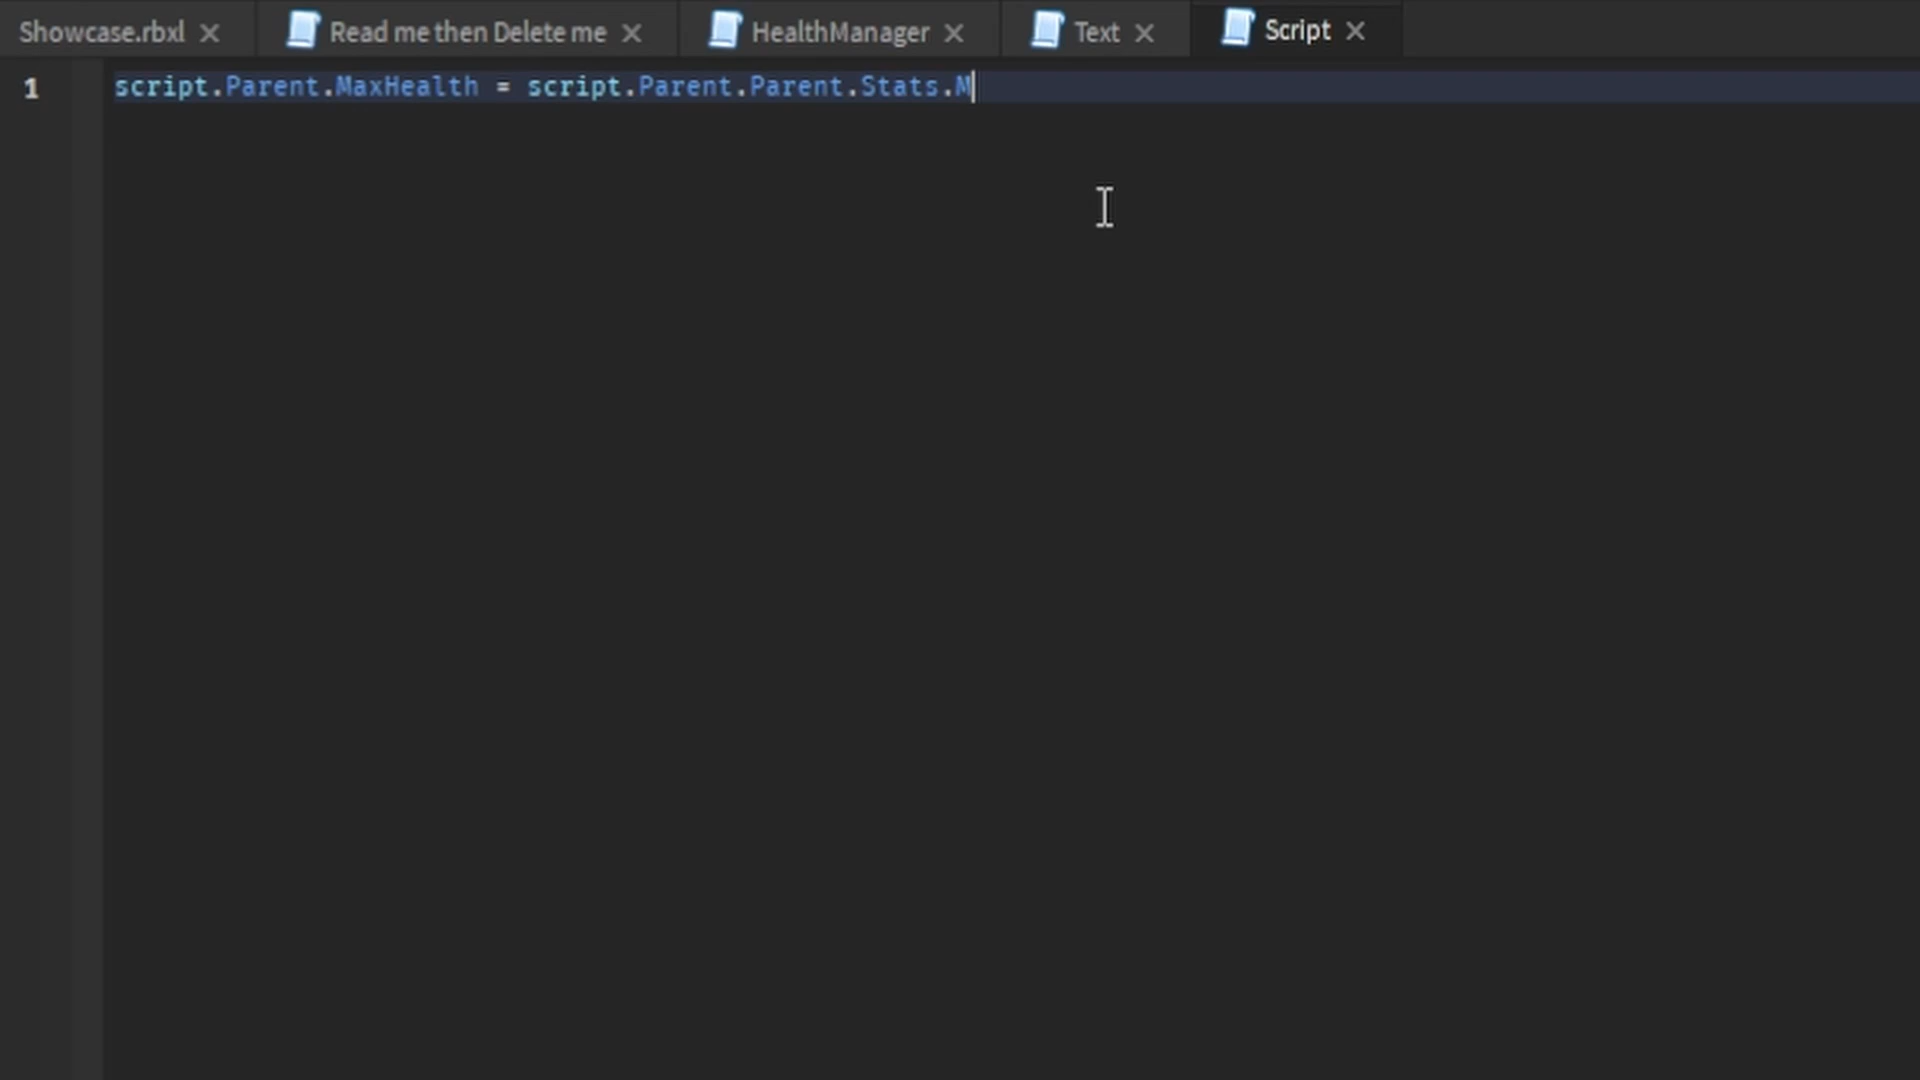 Showcase.rbxl Read me then Delete me HealthManager Text Script
1 script.Parent.MaxHealth = script.Parent.Parent.Stats.M